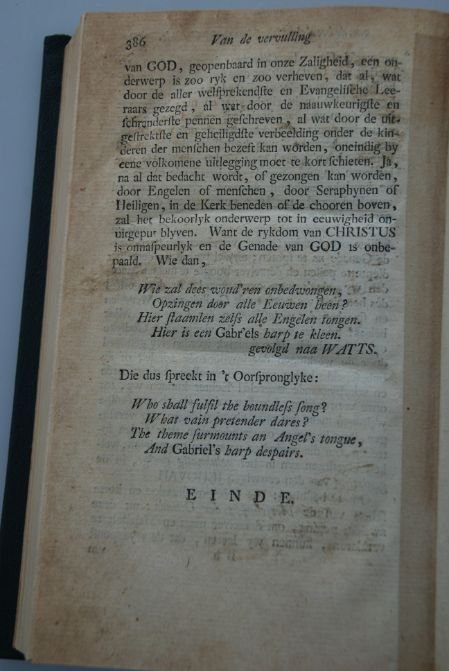 386 Van de vervulling
van GOD, geopenbaard in onze Zaligheid, een on-
derwerp is zoo ryk en zoo verheven, dat al, wat
door de aller welſprekendſte en Evangeliſche Lee-
raars gezegd, al wat door de naauwkeurigſte en
ſchranderſte pennen geſchreven, al wat door de uit-
geſtrektſte en geheiligdſte verbeelding onder de kin-
deren der menſchen bezeft kan worden, oneindig by
eene volkomene uitlegging moet te kort ſchieten. Ja,
na al dat bedacht wordt, of gezongen kan worden,
door Engelen of menſchen, door Seraphynen of
Heiligen, in de Kerk beneden of de chooren boven,
zal het bekoorlyk onderwerp tot in eeuwigheid on-
uitgeput blyven. Want de rykdom van CHRISTUS
is onnaſpeurlyk en de Genade van GOD is onbe-
paald. Wie dan,
Wie zal dees wond'ren onbedwongen,
Opzingen door alle Eeuwen heen?
Hier ſtaamlen zelfs alle Engelen tongen.
Hier is een Gabr'els harp te kleen.
gevolgd naa WATTS.
Die dus ſpreekt in 't Oorſpronglyke:
Who shall fulfil the boundleſs ſong?
What vain pretender dares?
The theme ſurmounts an Angel's tongue,
And Gabriel's harp despairs.
EINDE.